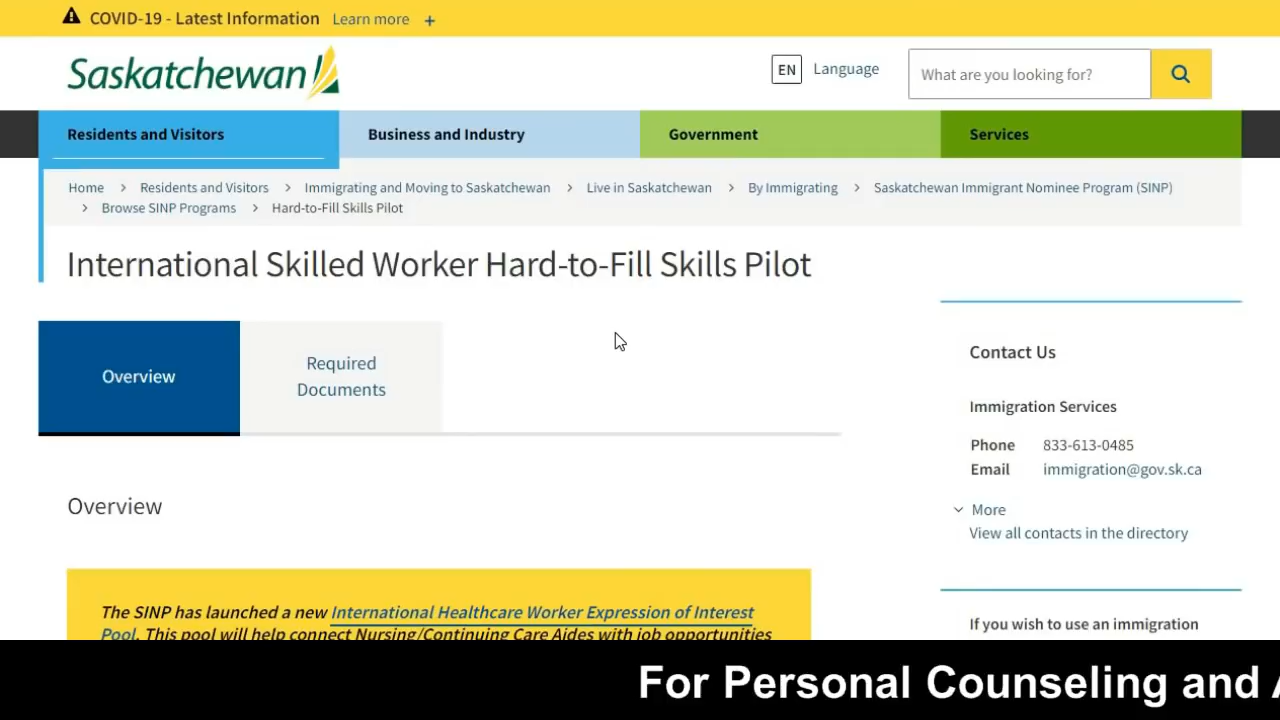 COVID-19 - Latest Information Learn more +
Saskatchewan
EN Language
What are you looking for?
Residents and Visitors
Business and Industry
Government
Services
Home > Residents and Visitors > Immigrating and Moving to Saskatchewan > Live in Saskatchewan > By Immigrating > Saskatchewan Immigrant Nominee Program (SINP)
> Browse SINP Programs > Hard-to-Fill Skills Pilot
International Skilled Worker Hard-to-Fill Skills Pilot
Overview
Required
Documents
Overview
The SINP has launched a new International Healthcare Worker Expression of Interest
Pool. This pool will help connect Nursing/Continuing Care Aides with job opportunities
Contact Us
Immigration Services
Phone 833-613-0485
Email immigration@gov.sk.ca
More
View all contacts in the directory
If you wish to use an immigration
For Personal Counseling and